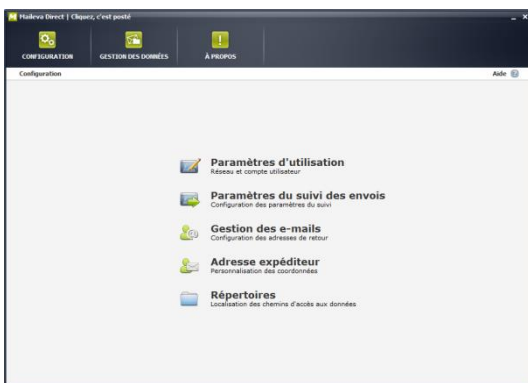 Maileva Direct | Cliquez, c'est posté
CONFIGURATION
GESTION DES DONNÉES
À PROPOS
Configuration
Aide
Paramètres d'utilisation
Réseau et compte utilisateur
Paramètres du suivi des envois
Configuration des paramètres du suivi
Gestion des e-mails
Configuration des adresses de retour
Adresse expéditeur
Personnalisation des coordonnées
Répertoires
Localisation des chemins d'accès aux données